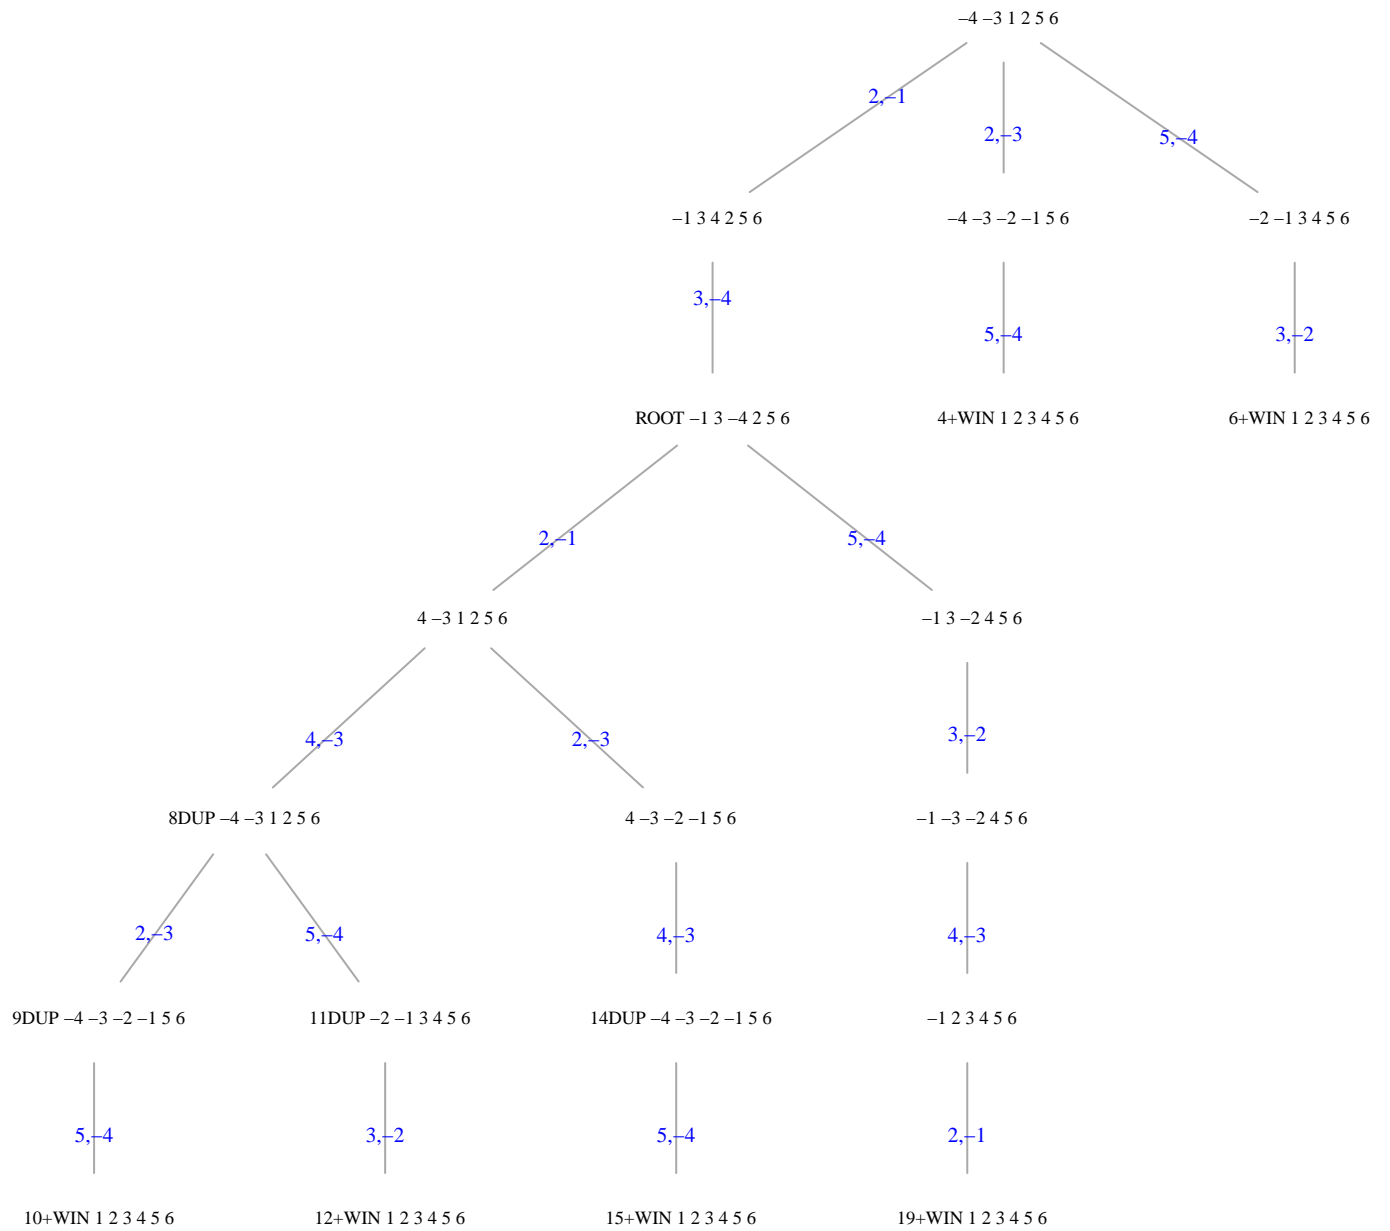 –4 –3 1 2 5 6
2,–1
2,–3
5,–4
–1 3 4 2 5 6
–4 –3 –2 –1 5 6
–2 –1 3 4 5 6
3,–4
5,–4
3,–2
ROOT –1 3 –4 2 5 6
4+WIN 1 2 3 4 5 6
6+WIN 1 2 3 4 5 6
2,–1
5,–4
4 –3 1 2 5 6
–1 3 –2 4 5 6
4,–3
2,–3
3,–2
8DUP –4 –3 1 2 5 6
4 –3 –2 –1 5 6
–1 –3 –2 4 5 6
2,–3
5,–4
4,–3
4,–3
9DUP –4 –3 –2 –1 5 6
11DUP –2 –1 3 4 5 6
14DUP –4 –3 –2 –1 5 6
–1 2 3 4 5 6
5,–4
3,–2
5,–4
2,–1
10+WIN 1 2 3 4 5 6
12+WIN 1 2 3 4 5 6
15+WIN 1 2 3 4 5 6
19+WIN 1 2 3 4 5 6